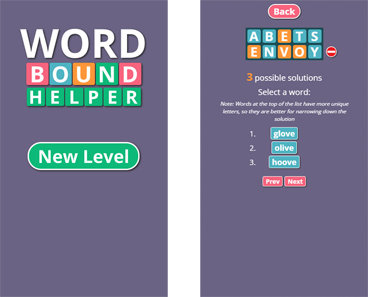 WORD
BOUND
HELPER
New Level
Back
ABETS
ENVOY
3 possible solutions
Select a word:
Note: Words at the top of the list have more unique
letters, so they are better for narrowing down the
solution
1. glove
2. olive
3. hoove
Prev Next